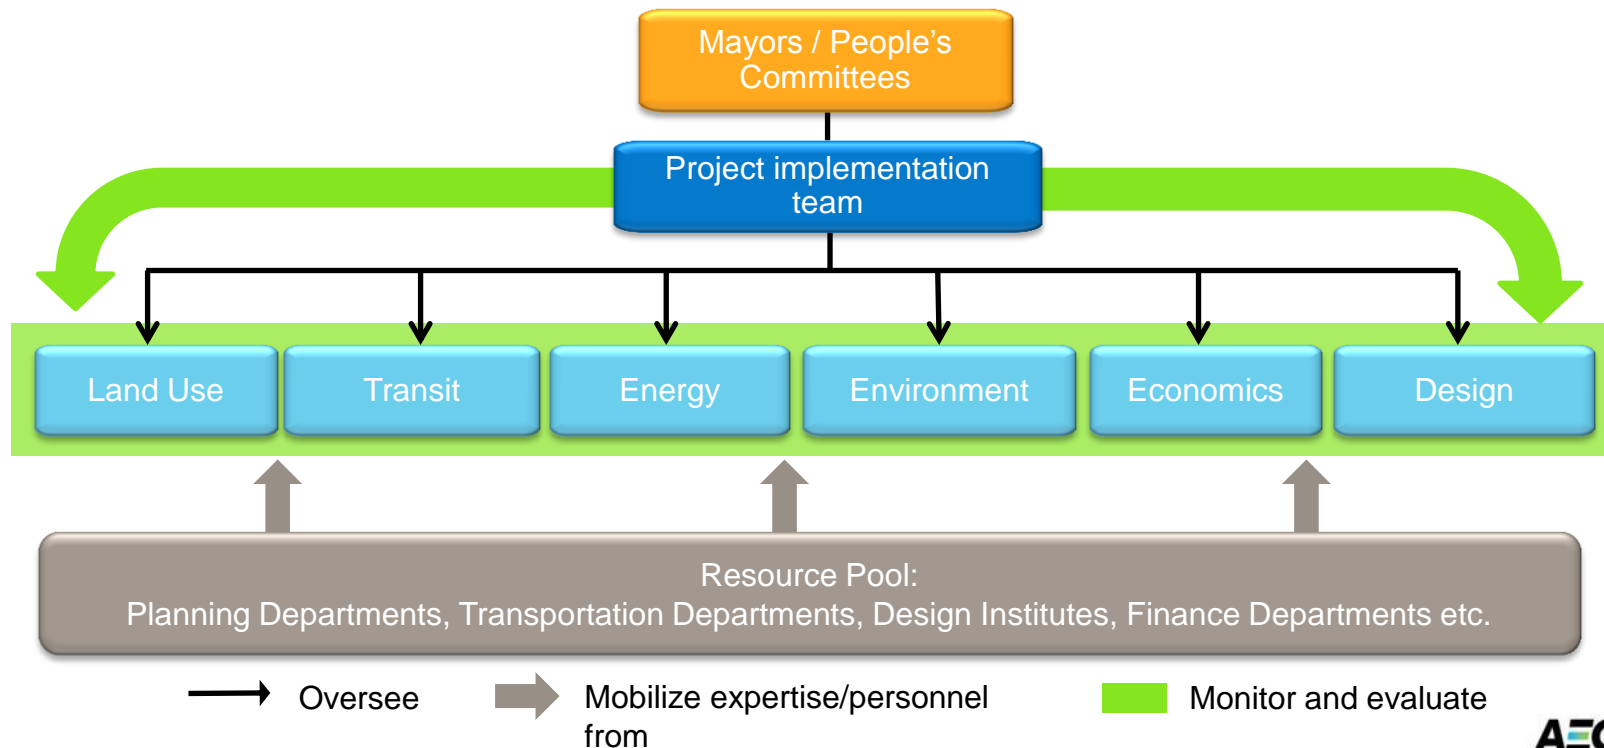 Mayors / People's
Committees
Project implementation
team
Land Use
Transit
Energy
Environment
Economics
Design
Resource Pool:
Planning Departments, Transportation Departments, Design Institutes, Finance Departments etc.
Oversee
Mobilize expertise/personnel
from
Monitor and evaluate